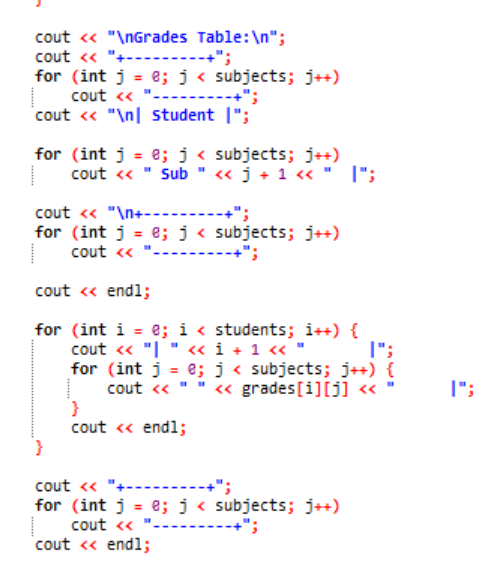 }
cout << "\nGrades Table:\n";
cout << "+---------+";
for (int j = 0; j < subjects; j++)
cout << "---------+";
cout << "\n| Student |";
for (int j = 0; j < subjects; j++)
cout << " Sub " << j + 1 << "  |";
cout << "\n+---------+";
for (int j = 0; j < subjects; j++)
cout << "---------+";
cout << endl;
for (int i = 0; i < students; i++) {
cout << "| " << i + 1 << "       |";
for (int j = 0; j < subjects; j++) {
cout << " " << grades[i][j] << "      |";
}
cout << endl;
}
cout << "+---------+";
for (int j = 0; j < subjects; j++)
cout << "---------+";
cout << endl;